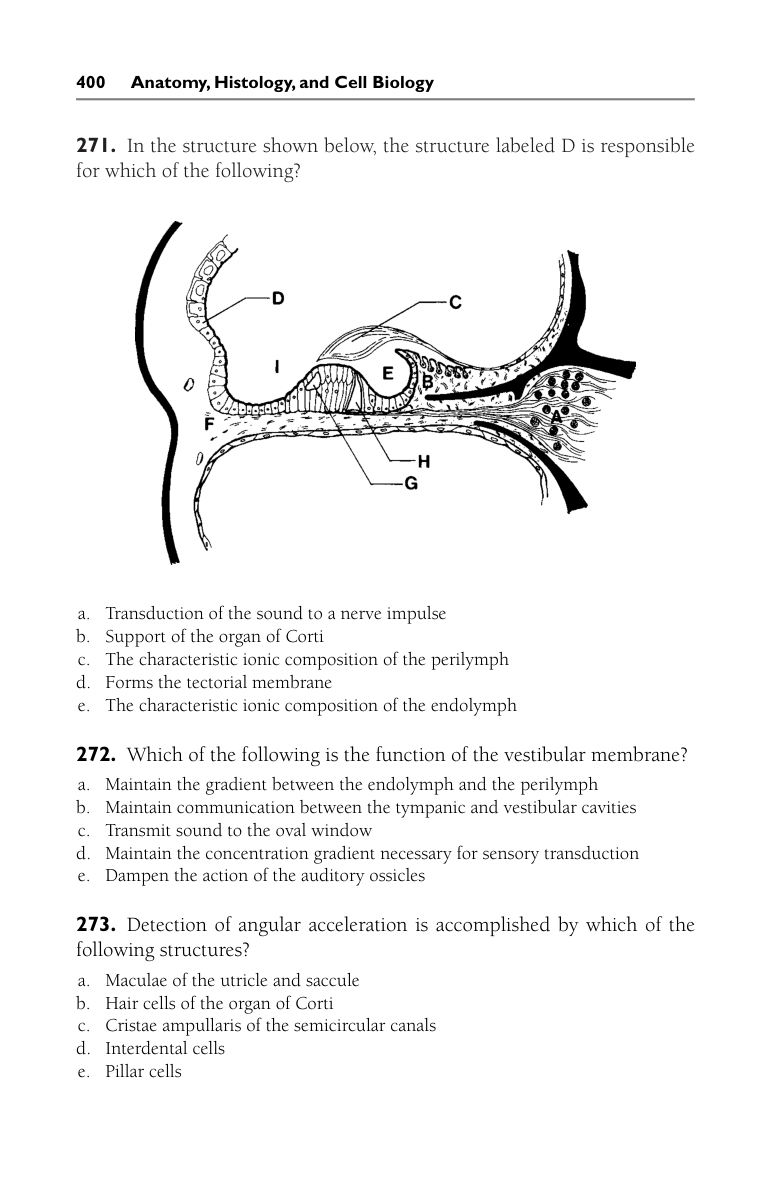 400 Anatomy, Histology, and Cell Biology
271. In the structure shown below, the structure labeled D is responsible
for which of the following?
D
C
I
E
B
F
A
H
G
a. Transduction of the sound to a nerve impulse
b. Support of the organ of Corti
c. The characteristic ionic composition of the perilymph
d. Forms the tectorial membrane
e. The characteristic ionic composition of the endolymph
272. Which of the following is the function of the vestibular membrane?
a. Maintain the gradient between the endolymph and the perilymph
b. Maintain communication between the tympanic and vestibular cavities
c. Transmit sound to the oval window
d. Maintain the concentration gradient necessary for sensory transduction
e. Dampen the action of the auditory ossicles
273. Detection of angular acceleration is accomplished by which of the
following structures?
a. Maculae of the utricle and saccule
b. Hair cells of the organ of Corti
c. Cristae ampullaris of the semicircular canals
d. Interdental cells
e. Pillar cells